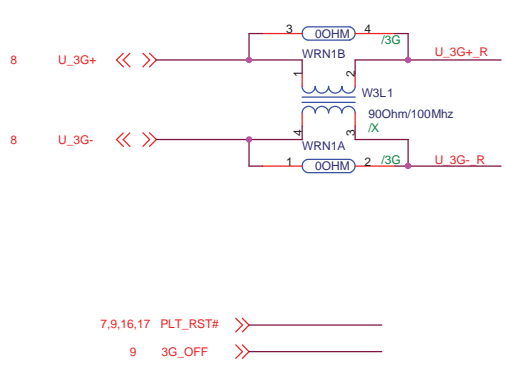 3 0OHM 4 /3G
8 U_3G+ WRN1B U_3G+_R
1 2
W3L1
90Ohm/100Mhz
4 3 /X
8 U_3G- WRN1A
1 0OHM 2 /3G U_3G-_R
7,9,16,17 PLT_RST#
9 3G_OFF